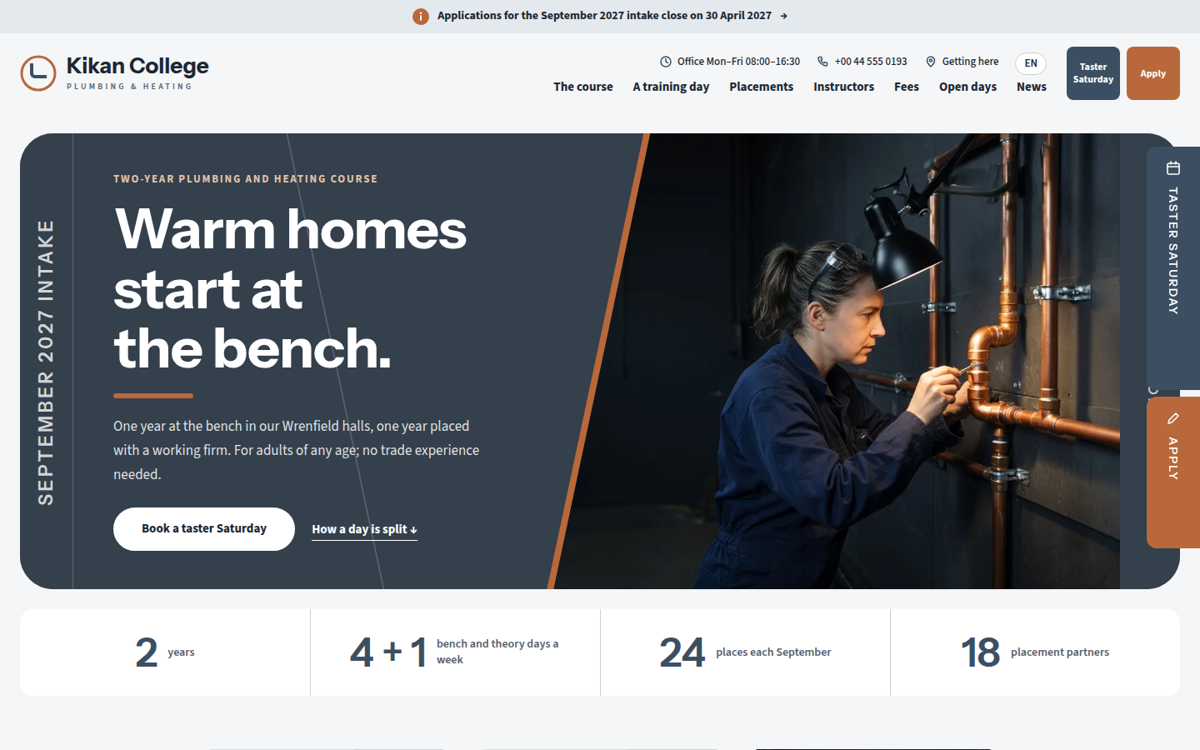 Applications for the September 2027 intake close on 30 April 2027 →
Kikan College
PLUMBING & HEATING
Office Mon–Fri 08:00–16:30
+00 44 555 0193
Getting here
EN
The course
A training day
Placements
Instructors
Fees
Open days
News
Taster
Saturday
Apply
SEPTEMBER 2027 INTAKE
TWO-YEAR PLUMBING AND HEATING COURSE
Warm homes
start at
the bench.
One year at the bench in our Wrenfield halls, one year placed
with a working firm. For adults of any age; no trade experience
needed.
Book a taster Saturday
How a day is split ↓
TASTER SATURDAY
APPLY
2 years
4 + 1 bench and theory days a
week
24 places each September
18 placement partners